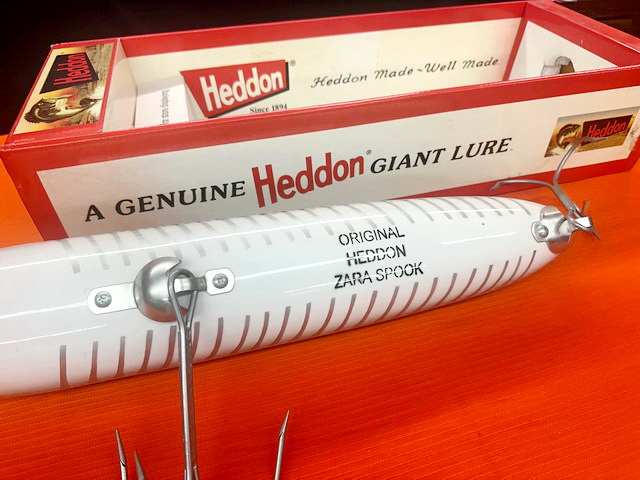 Heddon®
Since 1894
Heddon Made ~ Well Made
Heddon
A GENUINE Heddon® GIANT LURE
Heddon
ORIGINAL
HEDDON
ZARA SPOOK